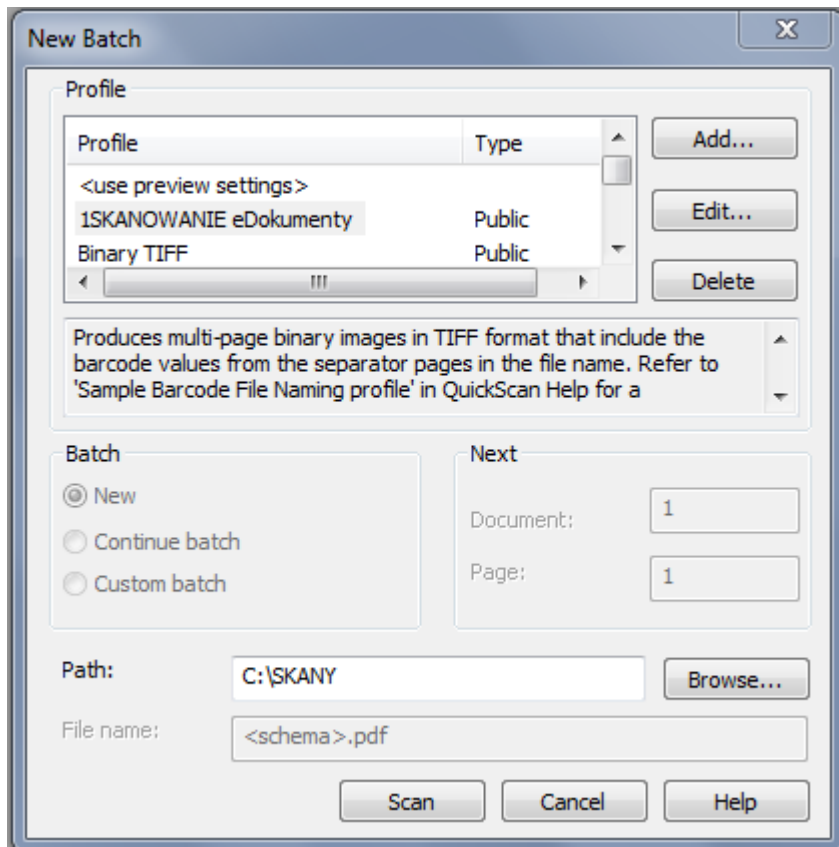 New Batch
Profile
Profile Type
Add...
<use preview settings>
1SKANOWANIE eDokumenty Public
Edit...
Binary TIFF Public
Delete
Produces multi-page binary images in TIFF format that include the
barcode values from the separator pages in the file name. Refer to
'Sample Barcode File Naming profile' in QuickScan Help for a
Batch
New
Continue batch
Custom batch
Next
Document: 1
Page: 1
Path: C:\SKANY Browse...
File name: <schema>.pdf
Scan Cancel Help